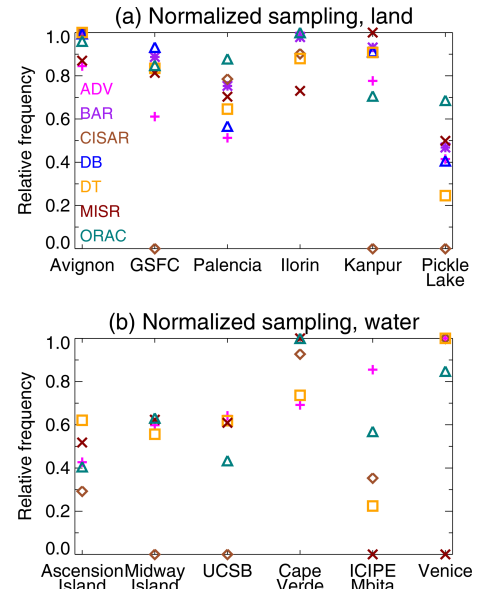 (a) Normalized sampling, land
Relative frequency
1.0
0.8
0.6
0.4
0.2
0.0
ADV
BAR
CISAR
DB
DT
MISR
ORAC
Avignon GSFC Palencia Ilorin Kanpur Pickle
Lake
(b) Normalized sampling, water
Relative frequency
1.0
0.8
0.6
0.4
0.2
0.0
Ascension Midway UCSB Cape ICIPE Venice
Island Island Verde Mbita